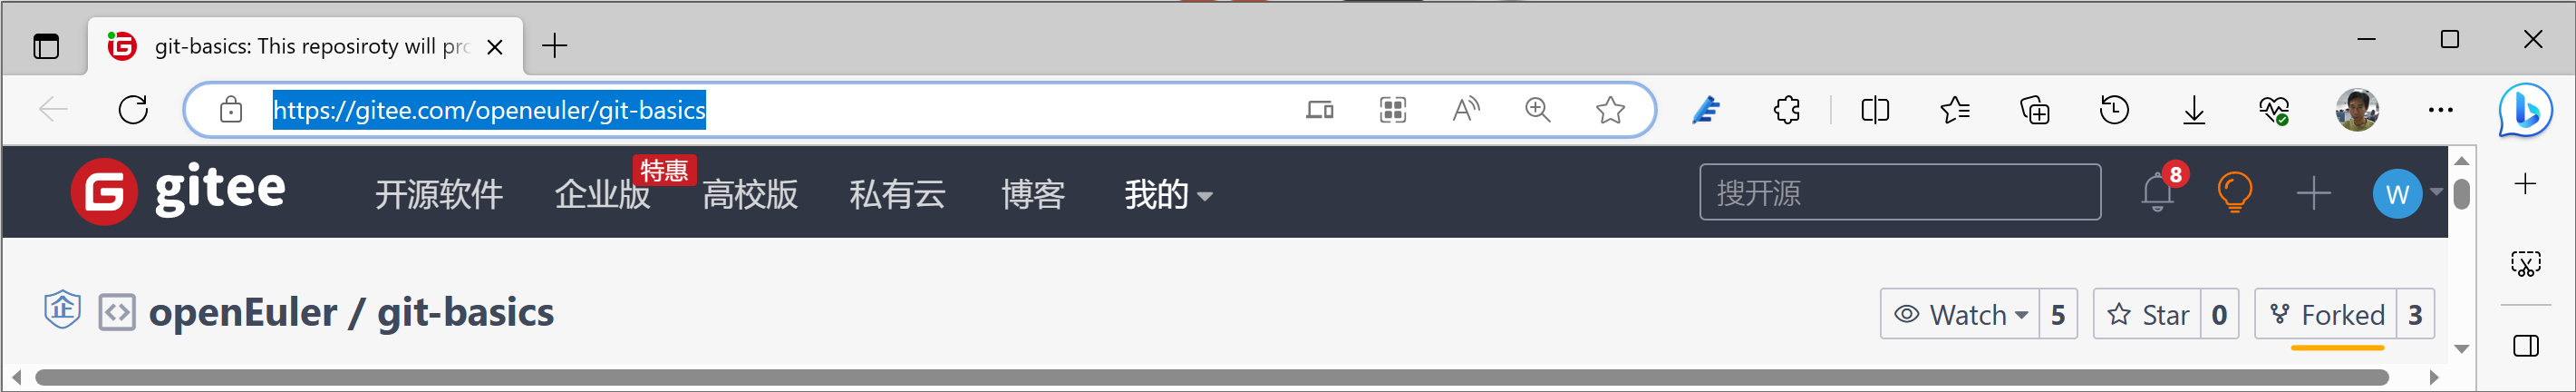 git-basics: This reposiroty will pro
https://gitee.com/openeuler/git-basics
gitee 开源软件 企业版 特惠 高校版 私有云 博客 我的 搜开源 8 W
企 openEuler / git-basics Watch 5 Star 0 Forked 3